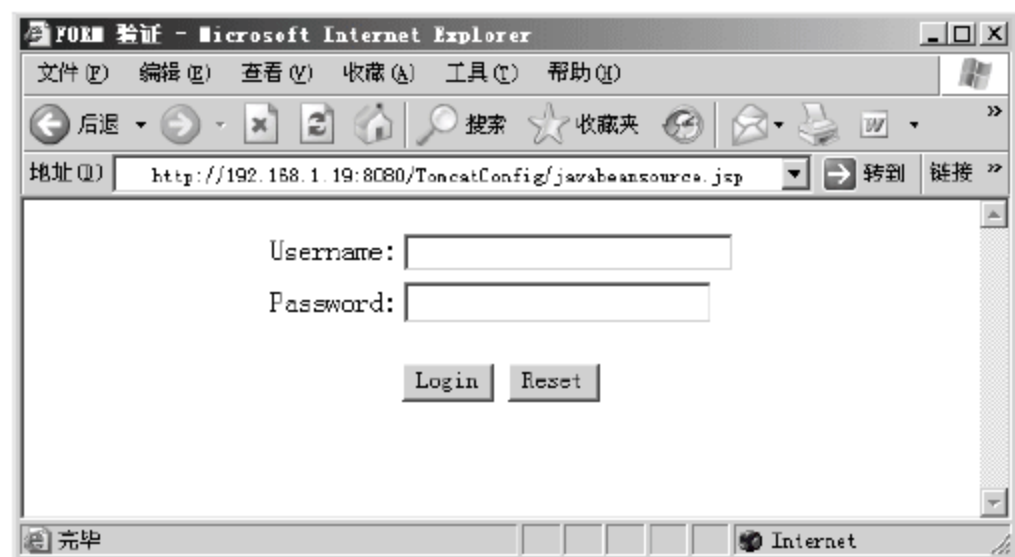 FORM 验证 - Microsoft Internet Explorer
文件(F) 编辑(E) 查看(V) 收藏(A) 工具(T) 帮助(H)
后退 搜索 收藏夹 W »
地址(D) http://192.168.1.19:8080/TomcatConfig/javabeansource.jsp 转到 链接 »
Username:
Password:
Login Reset
完毕 Internet